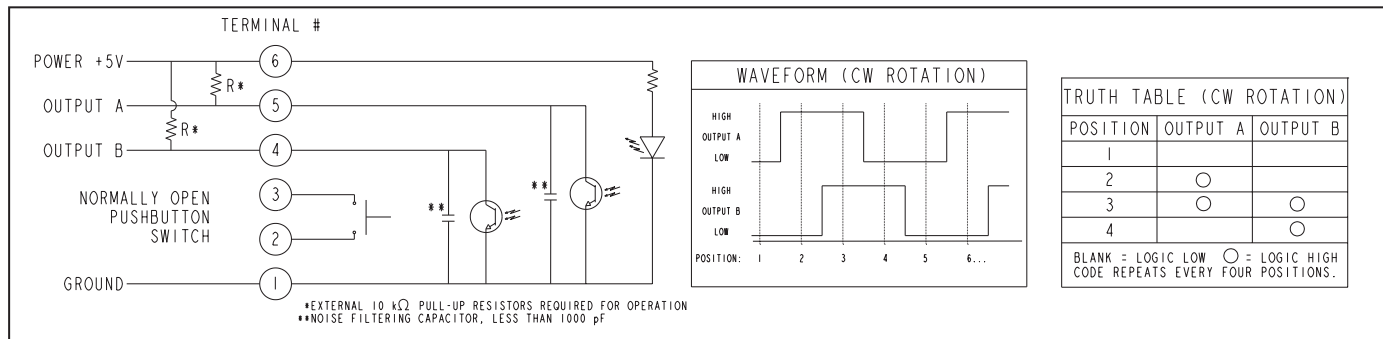 TERMINAL #
POWER +5V
6
R*
OUTPUT A
5
R*
OUTPUT B
4
NORMALLY OPEN
PUSHBUTTON
SWITCH
3
2
**
**
GROUND
1
*EXTERNAL 10 kΩ PULL-UP RESISTORS REQUIRED FOR OPERATION
**NOISE FILTERING CAPACITOR, LESS THAN 1000 pF
WAVEFORM (CW ROTATION)
HIGH
OUTPUT A
LOW
HIGH
OUTPUT B
LOW
POSITION: 1 2 3 4 5 6...
TRUTH TABLE (CW ROTATION)
POSITION OUTPUT A OUTPUT B
1
2 ○
3 ○ ○
4 ○
BLANK = LOGIC LOW ○ = LOGIC HIGH
CODE REPEATS EVERY FOUR POSITIONS.